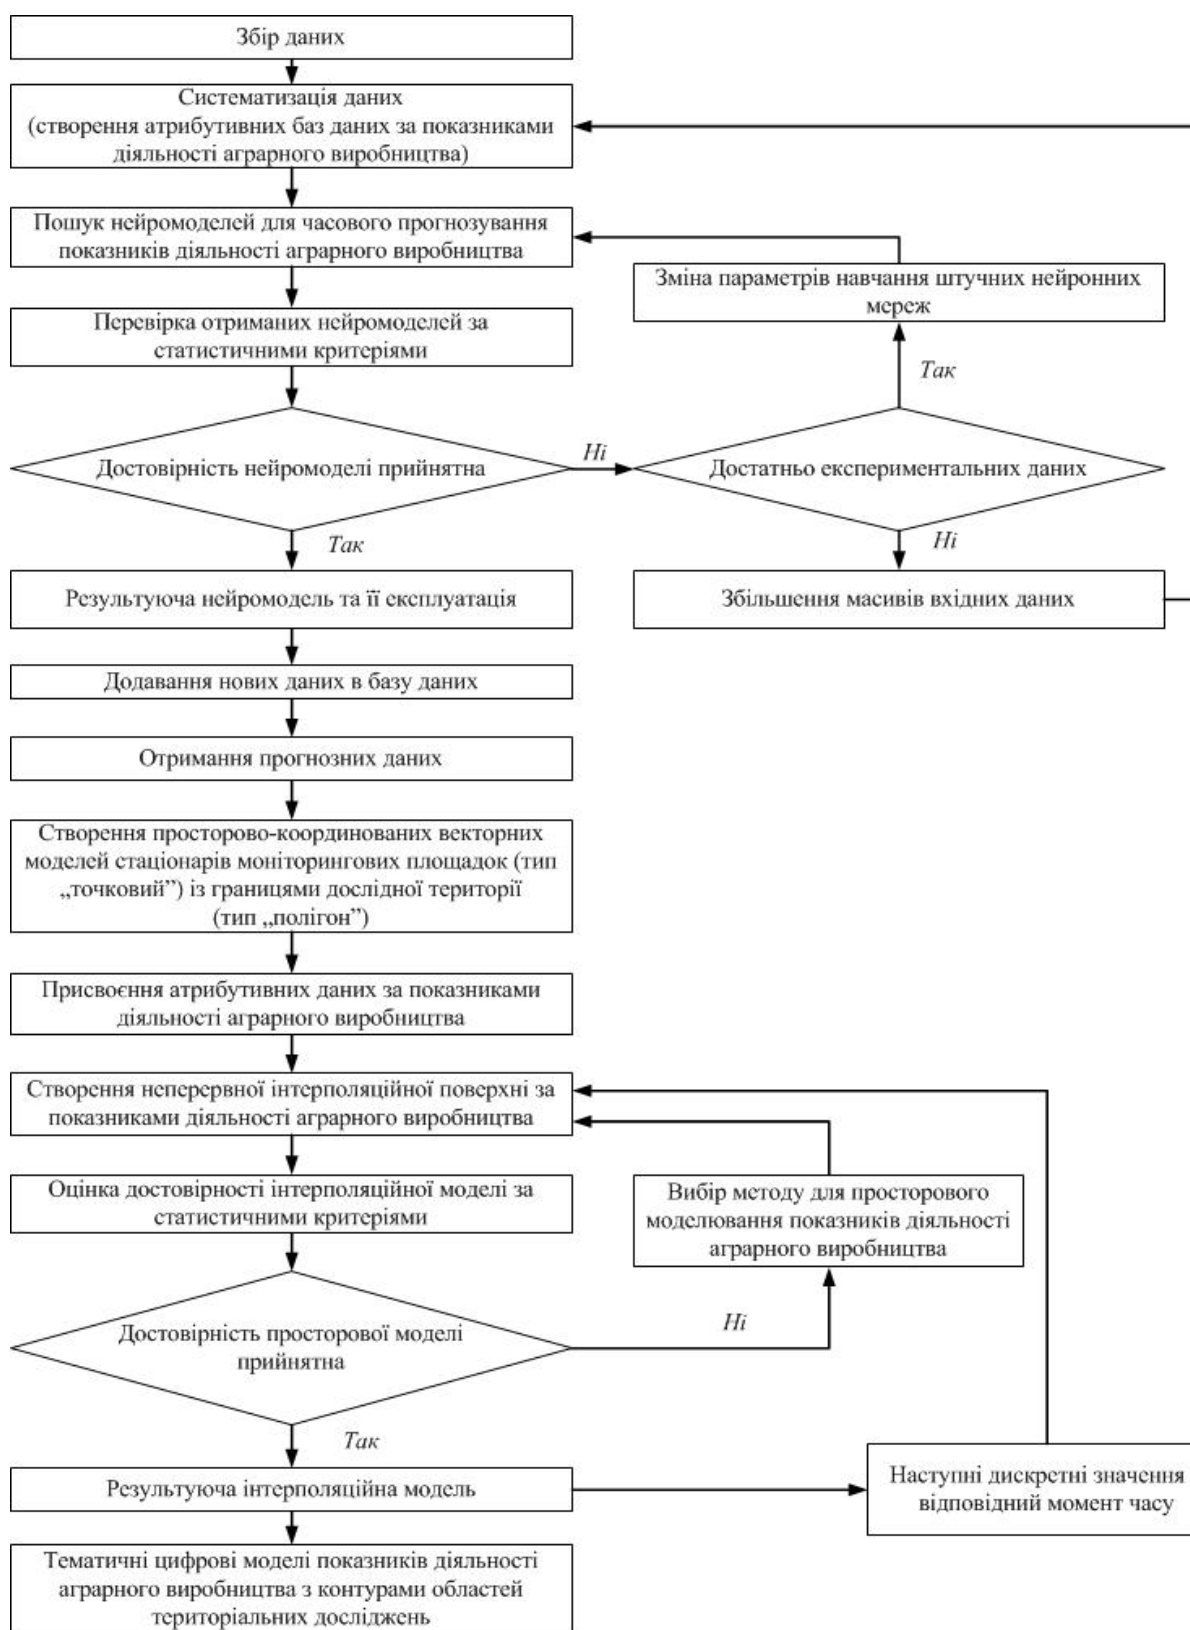 Збір даних
Систематизація даних
(створення атрибутивних баз даних за показниками
діяльності аграрного виробництва)
Пошук нейромоделей для часового прогнозування
показників діяльності аграрного виробництва
Зміна параметрів навчання штучних нейронних
мереж
Перевірка отриманих нейромоделей за
статистичними критеріями
Так
Достовірність нейромоделі прийнятна
Ні
Достатньо експериментальних даних
Так
Ні
Результуюча нейромодель та її експлуатація
Збільшення масивів вхідних даних
Додавання нових даних в базу даних
Отримання прогнозних даних
Створення просторово-координованих векторних
моделей стаціонарів моніторингових площадок (тип
„точковий”) із границями дослідної території
(тип „полігон”)
Присвоєння атрибутивних даних за показниками
діяльності аграрного виробництва
Створення неперервної інтерполяційної поверхні за
показниками діяльності аграрного виробництва
Оцінка достовірності інтерполяційної моделі за
статистичними критеріями
Вибір методу для просторового
моделювання показників діяльності
аграрного виробництва
Достовірність просторової моделі
прийнятна
Ні
Так
Результуюча інтерполяційна модель
Наступні дискретні значення
відповідний момент часу
Тематичні цифрові моделі показників діяльності
аграрного виробництва з контурами областей
територіальних досліджень